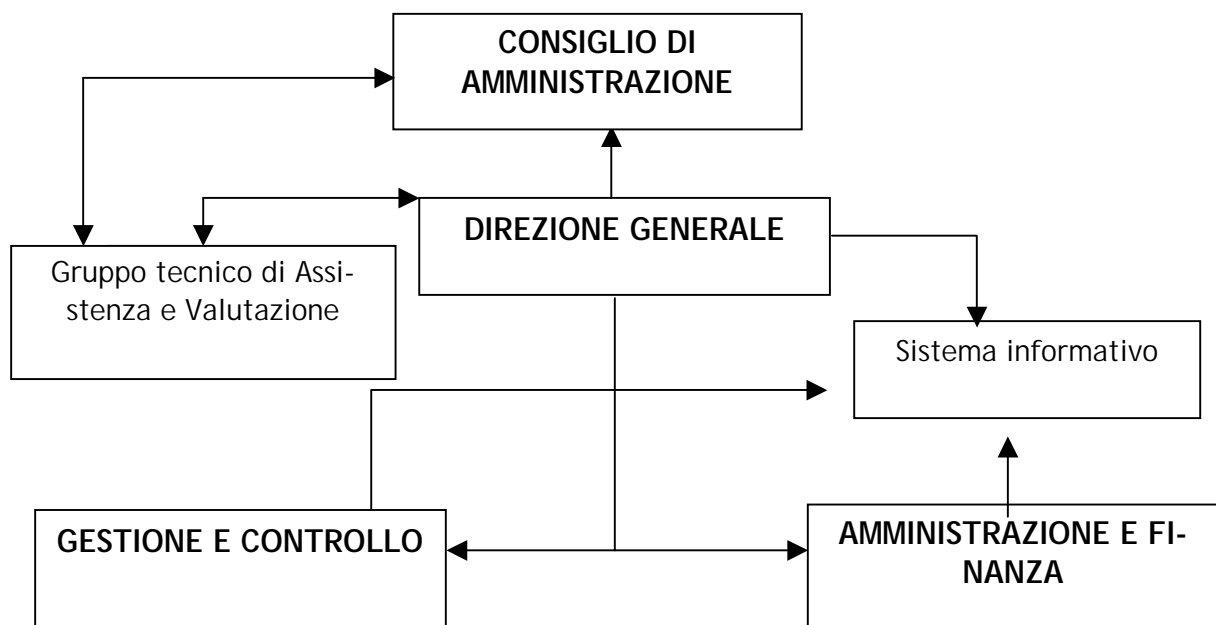 CONSIGLIO DI
AMMINISTRAZIONE
DIREZIONE GENERALE
Gruppo tecnico di Assi-
stenza e Valutazione
Sistema informativo
GESTIONE E CONTROLLO
AMMINISTRAZIONE E FI-
NANZA